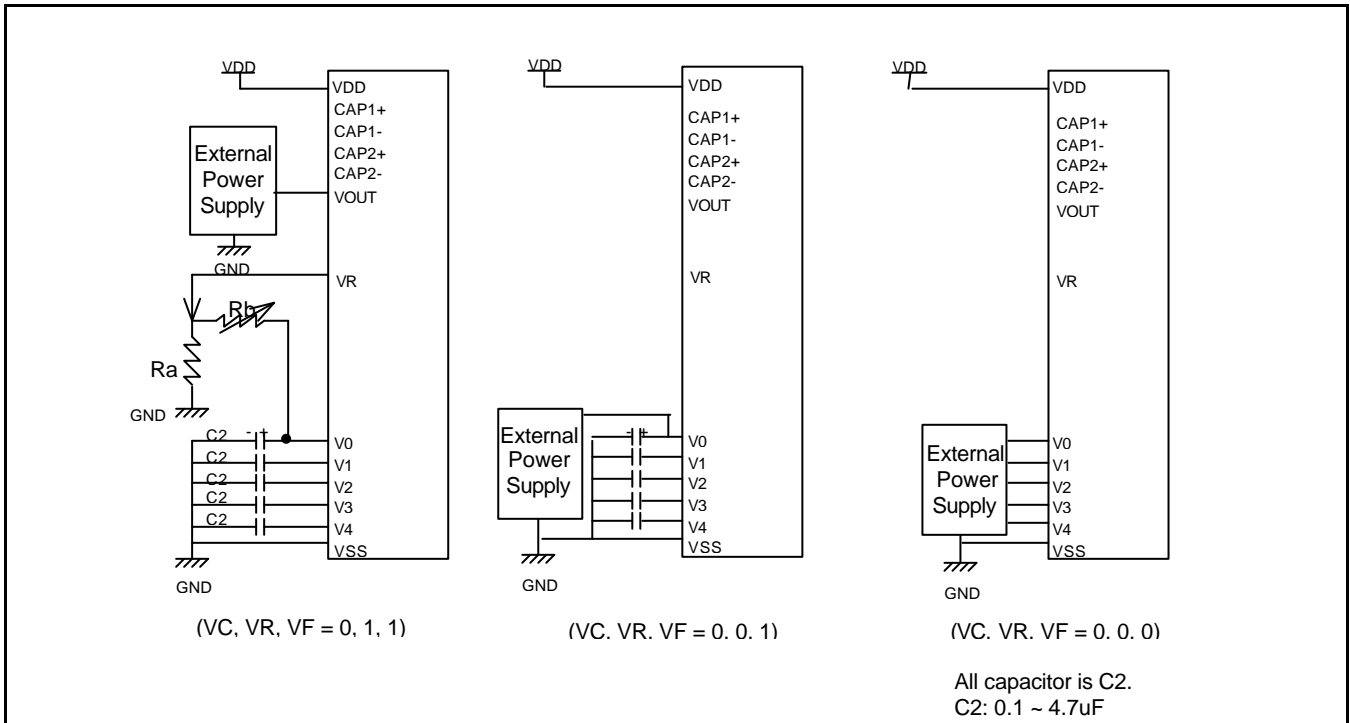 VDD
VDD
CAP1+
CAP1-
CAP2+
CAP2-
VOUT
External
Power
Supply
GND
VR
Rb
Ra
GND
- +
C2
C2
C2
C2
C2
V0
V1
V2
V3
V4
VSS
GND
(VC, VR, VF = 0, 1, 1)
VDD
VDD
CAP1+
CAP1-
CAP2+
CAP2-
VOUT
VR
External
Power
Supply
- +
V0
V1
V2
V3
V4
VSS
GND
(VC. VR. VF = 0. 0. 1)
VDD
VDD
CAP1+
CAP1-
CAP2+
CAP2-
VOUT
VR
External
Power
Supply
V0
V1
V2
V3
V4
VSS
GND
(VC. VR. VF = 0. 0. 0)
All capacitor is C2.
C2: 0.1 ~ 4.7uF